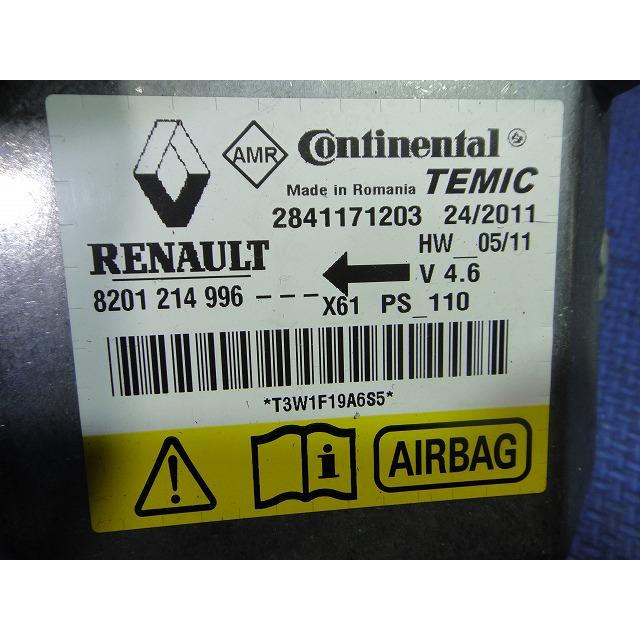 AMR Continental
Made in Romania TEMIC
2841171203 24/2011
HW_05/11
RENAULT
V 4.6
8201 214 996 - - - X61 PS_110
*T3W1F19A6S5*
i AIRBAG